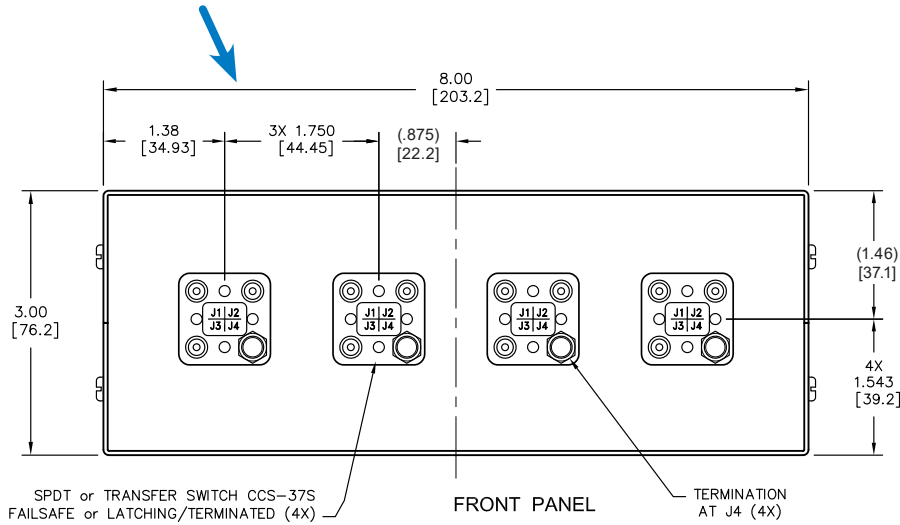 8.00
[203.2]
1.38
[34.93]
3X 1.750
[44.45]
(.875)
[22.2]
3.00
[76.2]
(1.46)
[37.1]
4X
1.543
[39.2]
J1 J2
J3 J4
J1 J2
J3 J4
J1 J2
J3 J4
J1 J2
J3 J4
SPDT or TRANSFER SWITCH CCS-37S
FAILSAFE or LATCHING/TERMINATED (4X)
FRONT PANEL
TERMINATION
AT J4 (4X)